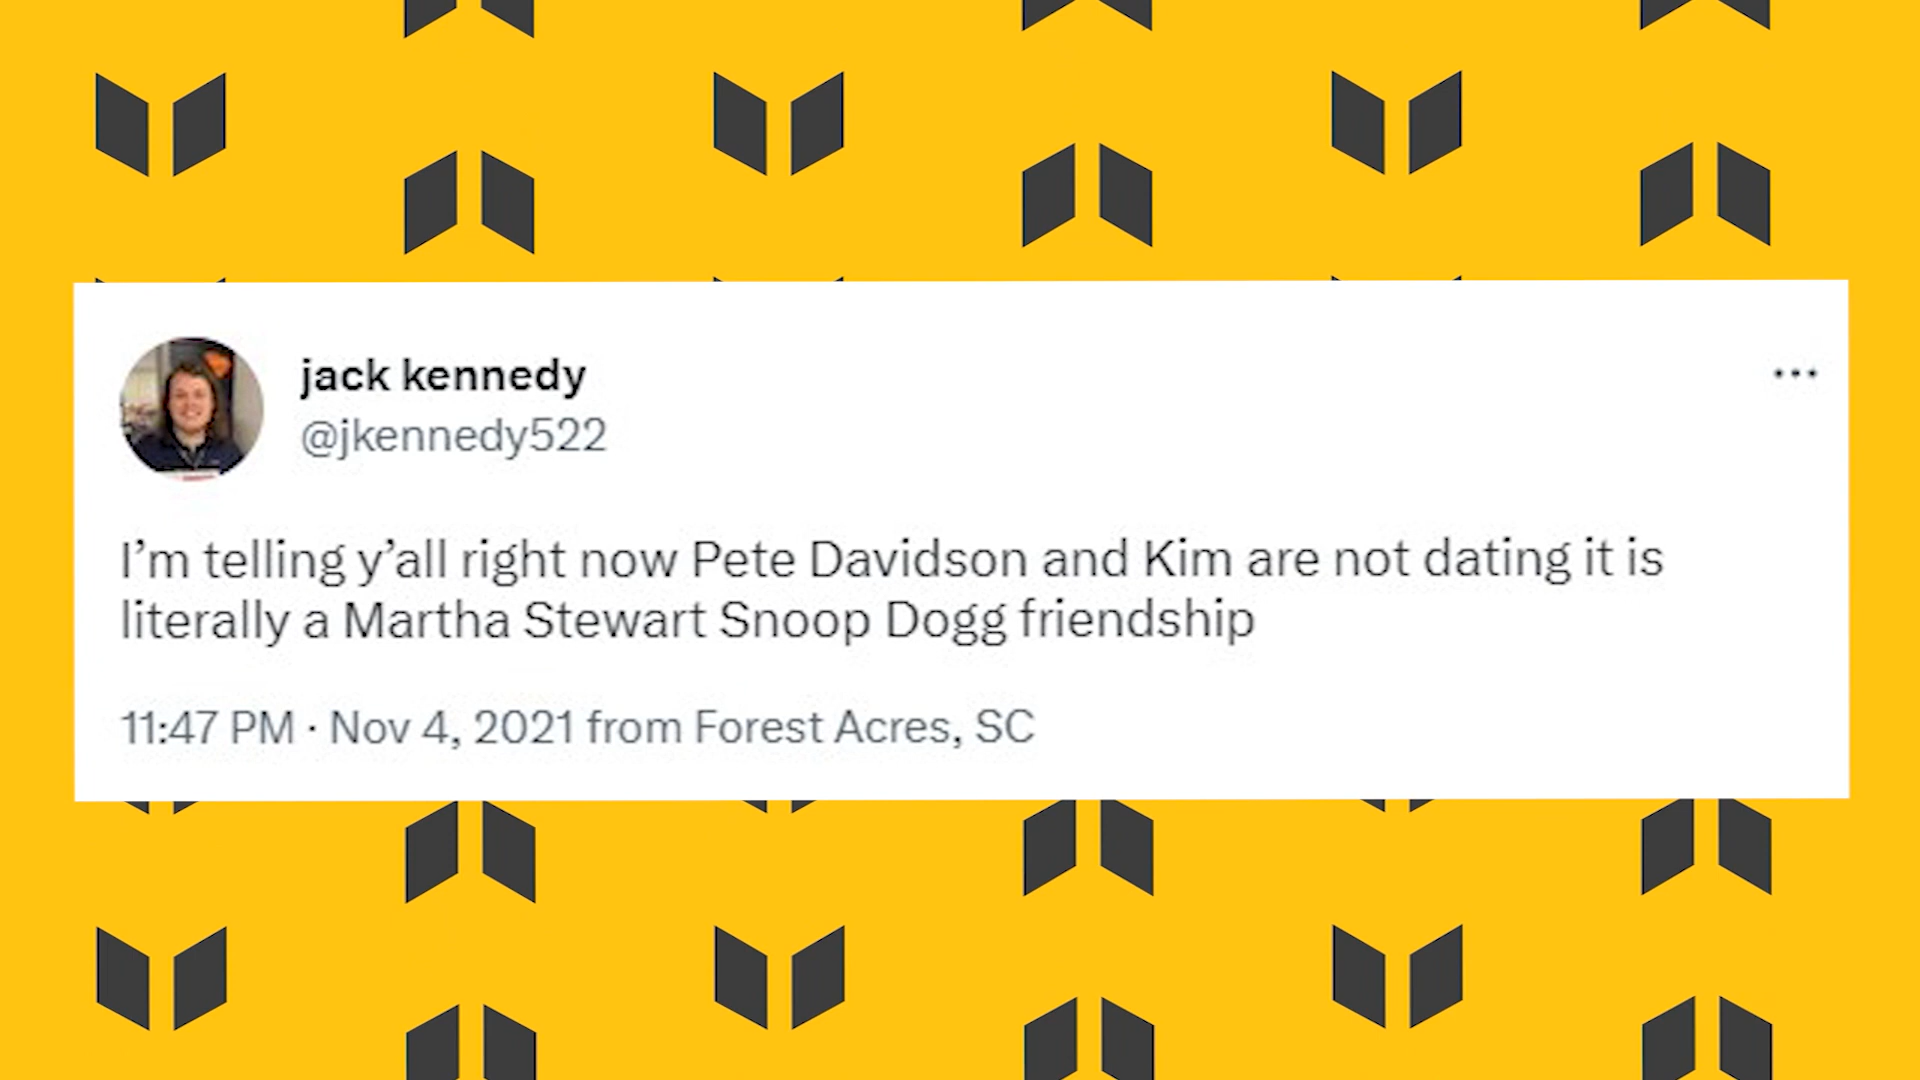 jack kennedy
@jkennedy522
I’m telling y’all right now Pete Davidson and Kim are not dating it is
literally a Martha Stewart Snoop Dogg friendship
11:47 PM · Nov 4, 2021 from Forest Acres, SC